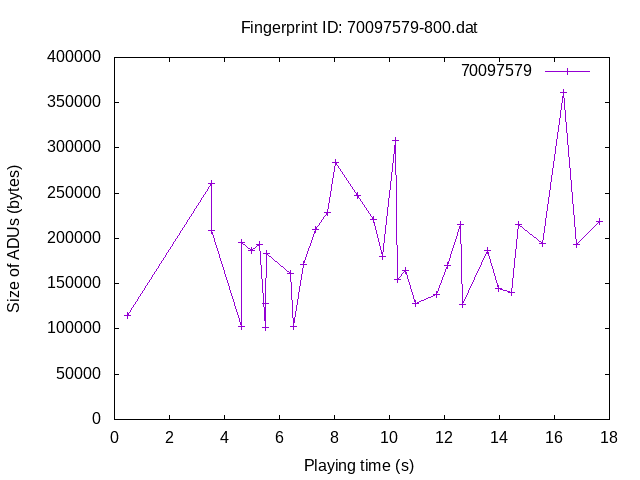 Fingerprint ID: 70097579-800.dat
70097579
400000
350000
300000
250000
200000
150000
100000
50000
0
Size of ADUs (bytes)
0 2 4 6 8 10 12 14 16 18
Playing time (s)